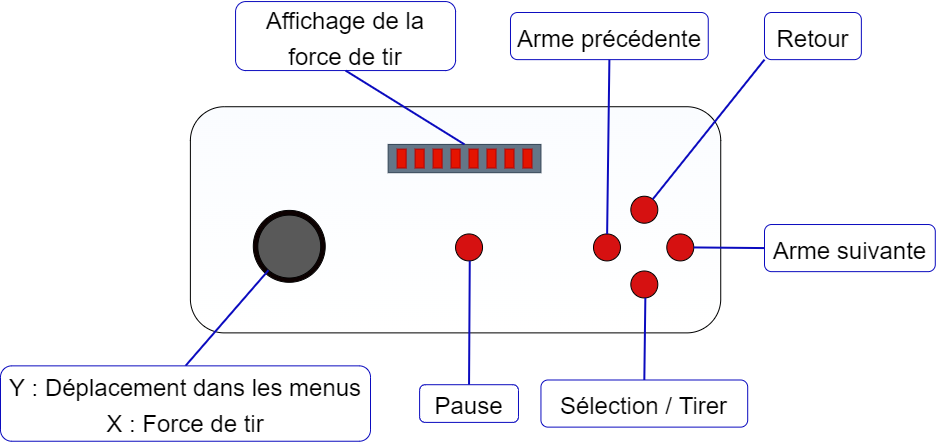 Affichage de la
force de tir
Arme précédente
Retour
Arme suivante
Y : Déplacement dans les menus
X : Force de tir
Pause
Sélection / Tirer